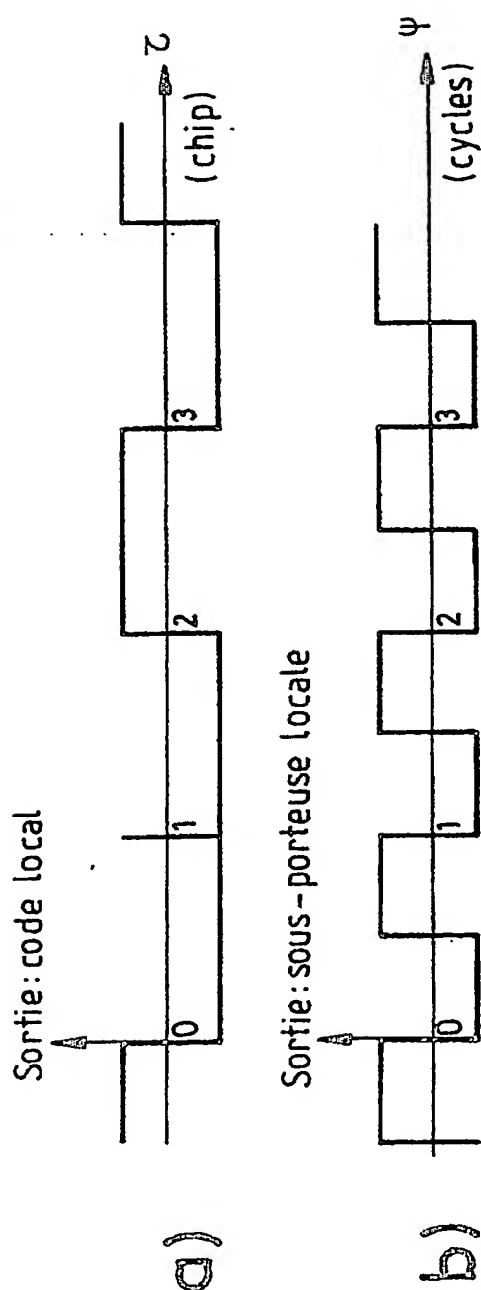 Sortie: code local
0 1 2 3
(chip)
a)
Sortie: sous-porteuse locale
0 1 2 3
ψ
(cycles)
b)